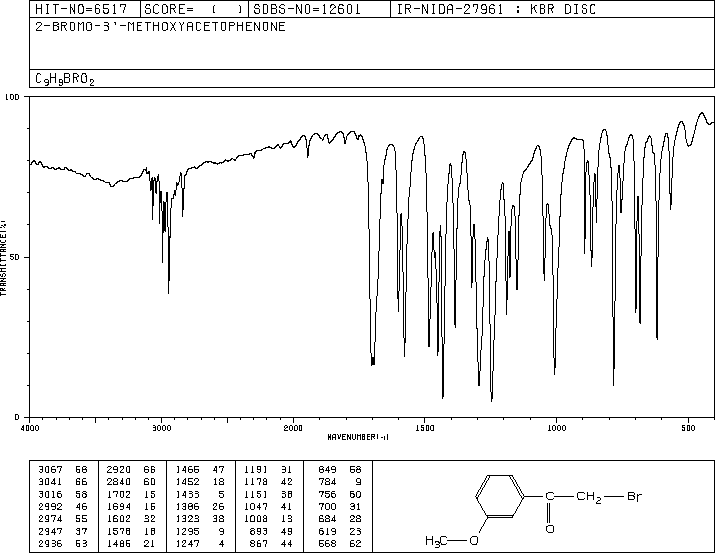 HIT-NO=6517 SCORE= ( ) SDBS-NO=12601 IR-NIDA-27961 : KBR DISC
2-BROMO-3'-METHOXYACETOPHENONE
C9H9BRO2
100
50
0
TRANSMITTANCE(%)
4000 3000 2000 1500 1000 500
WAVENUMBER(-1)
3067 68 2920 66 1466 47 1191 31 849 58
3041 66 2840 60 1452 18 1178 42 784 9
3016 58 1702 15 1433 5 1151 38 756 60
2992 46 1694 16 1386 26 1047 41 700 31
2974 55 1602 32 1323 38 1008 13 684 28
2947 37 1578 18 1295 9 893 49 619 23
2936 53 1486 21 1247 4 867 44 568 62
C CH2 Br
O
H3C O